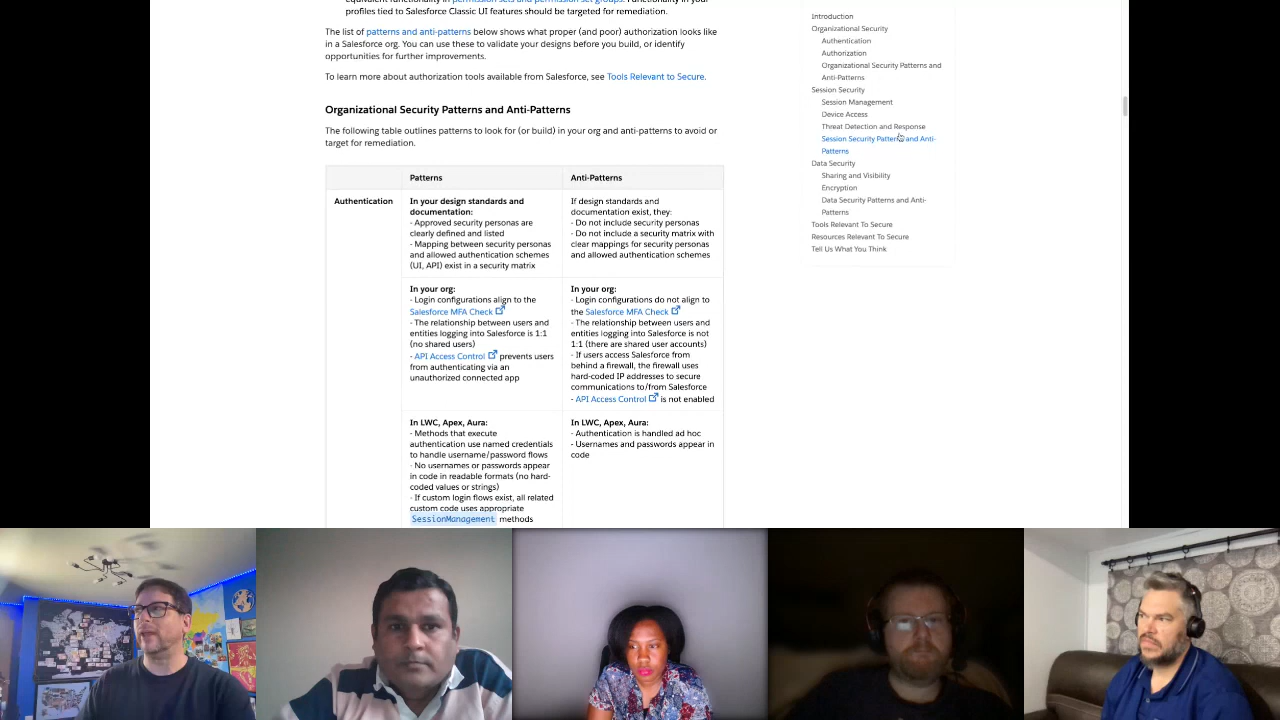 equivalent functionality in permission sets and permission set groups. Functionality in your
profiles tied to Salesforce Classic UI features should be targeted for remediation.
The list of patterns and anti-patterns below shows what proper (and poor) authorization looks like
in a Salesforce org. You can use these to validate your designs before you build, or identify
opportunities for further improvements.
To learn more about authorization tools available from Salesforce, see Tools Relevant to Secure.
Organizational Security Patterns and Anti-Patterns
The following table outlines patterns to look for (or build) in your org and anti-patterns to avoid or
target for remediation.
Patterns
Anti-Patterns
Authentication
In your design standards and
documentation:
- Approved security personas are
clearly defined and listed
- Mapping between security personas
and allowed authentication schemes
(UI, API) exist in a security matrix
If design standards and
documentation exist, they:
- Do not include security personas
- Do not include a security matrix with
clear mappings for security personas
and allowed authentication schemes
In your org:
- Login configurations align to the
Salesforce MFA Check
- The relationship between users and
entities logging into Salesforce is 1:1
(no shared users)
- API Access Control prevents users
from authenticating via an
unauthorized connected app
In your org:
- Login configurations do not align to
the Salesforce MFA Check
- The relationship between users and
entities logging into Salesforce is not
1:1 (there are shared user accounts)
- If users access Salesforce from
behind a firewall, the firewall uses
hard-coded IP addresses to secure
communications to/from Salesforce
- API Access Control is not enabled
In LWC, Apex, Aura:
- Methods that execute
authentication use named credentials
to handle username/password flows
- No usernames or passwords appear
in code in readable formats (no hard-
coded values or strings)
- If custom login flows exist, all related
custom code uses appropriate
SessionManagement methods
In LWC, Apex, Aura:
- Authentication is handled ad hoc
- Usernames and passwords appear in
code
Introduction
Organizational Security
Authentication
Authorization
Organizational Security Patterns and
Anti-Patterns
Session Security
Session Management
Device Access
Threat Detection and Response
Session Security Patterns and Anti-
Patterns
Data Security
Sharing and Visibility
Encryption
Data Security Patterns and Anti-
Patterns
Tools Relevant To Secure
Resources Relevant To Secure
Tell Us What You Think